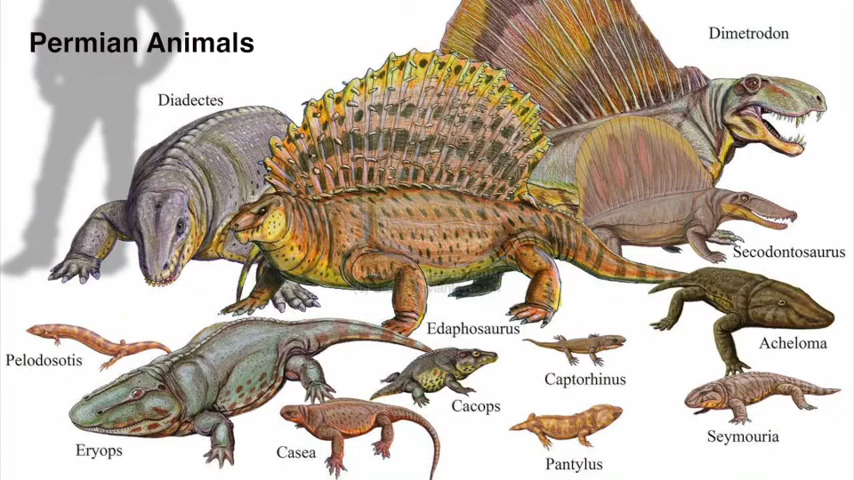 Permian Animals
Dimetrodon
Diadectes
Secodontosaurus
Edaphosaurus
Acheloma
Pelodosotis
Captorhinus
Cacops
Seymouria
Eryops
Casea
Pantylus